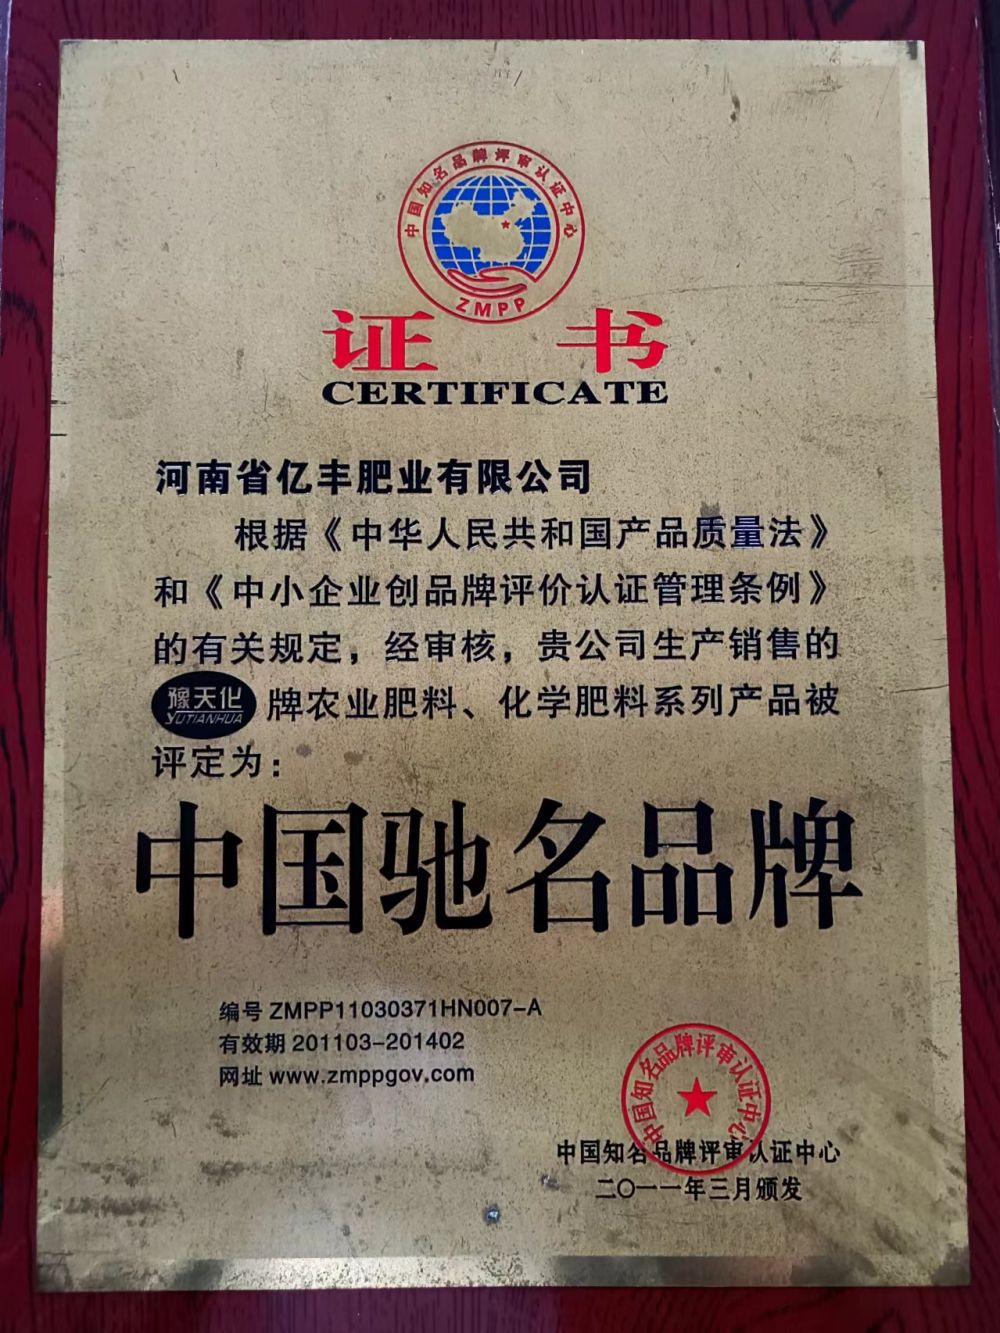 中国知名品牌评审认证中心
ZMPP
证 书
CERTIFICATE
河南省亿丰肥业有限公司
根据《中华人民共和国产品质量法》
和《中小企业创品牌评价认证管理条例》
的有关规定，经审核，贵公司生产销售的
豫天化 YUTIANHUA 牌农业肥料、化学肥料系列产品被
评定为：
中国驰名品牌
编号 ZMPP11030371HN007-A
有效期 201103-201402
网址 www.zmppgov.com
中国知名品牌评审认证中心
中国知名品牌评审认证中心
二〇一一年三月颁发